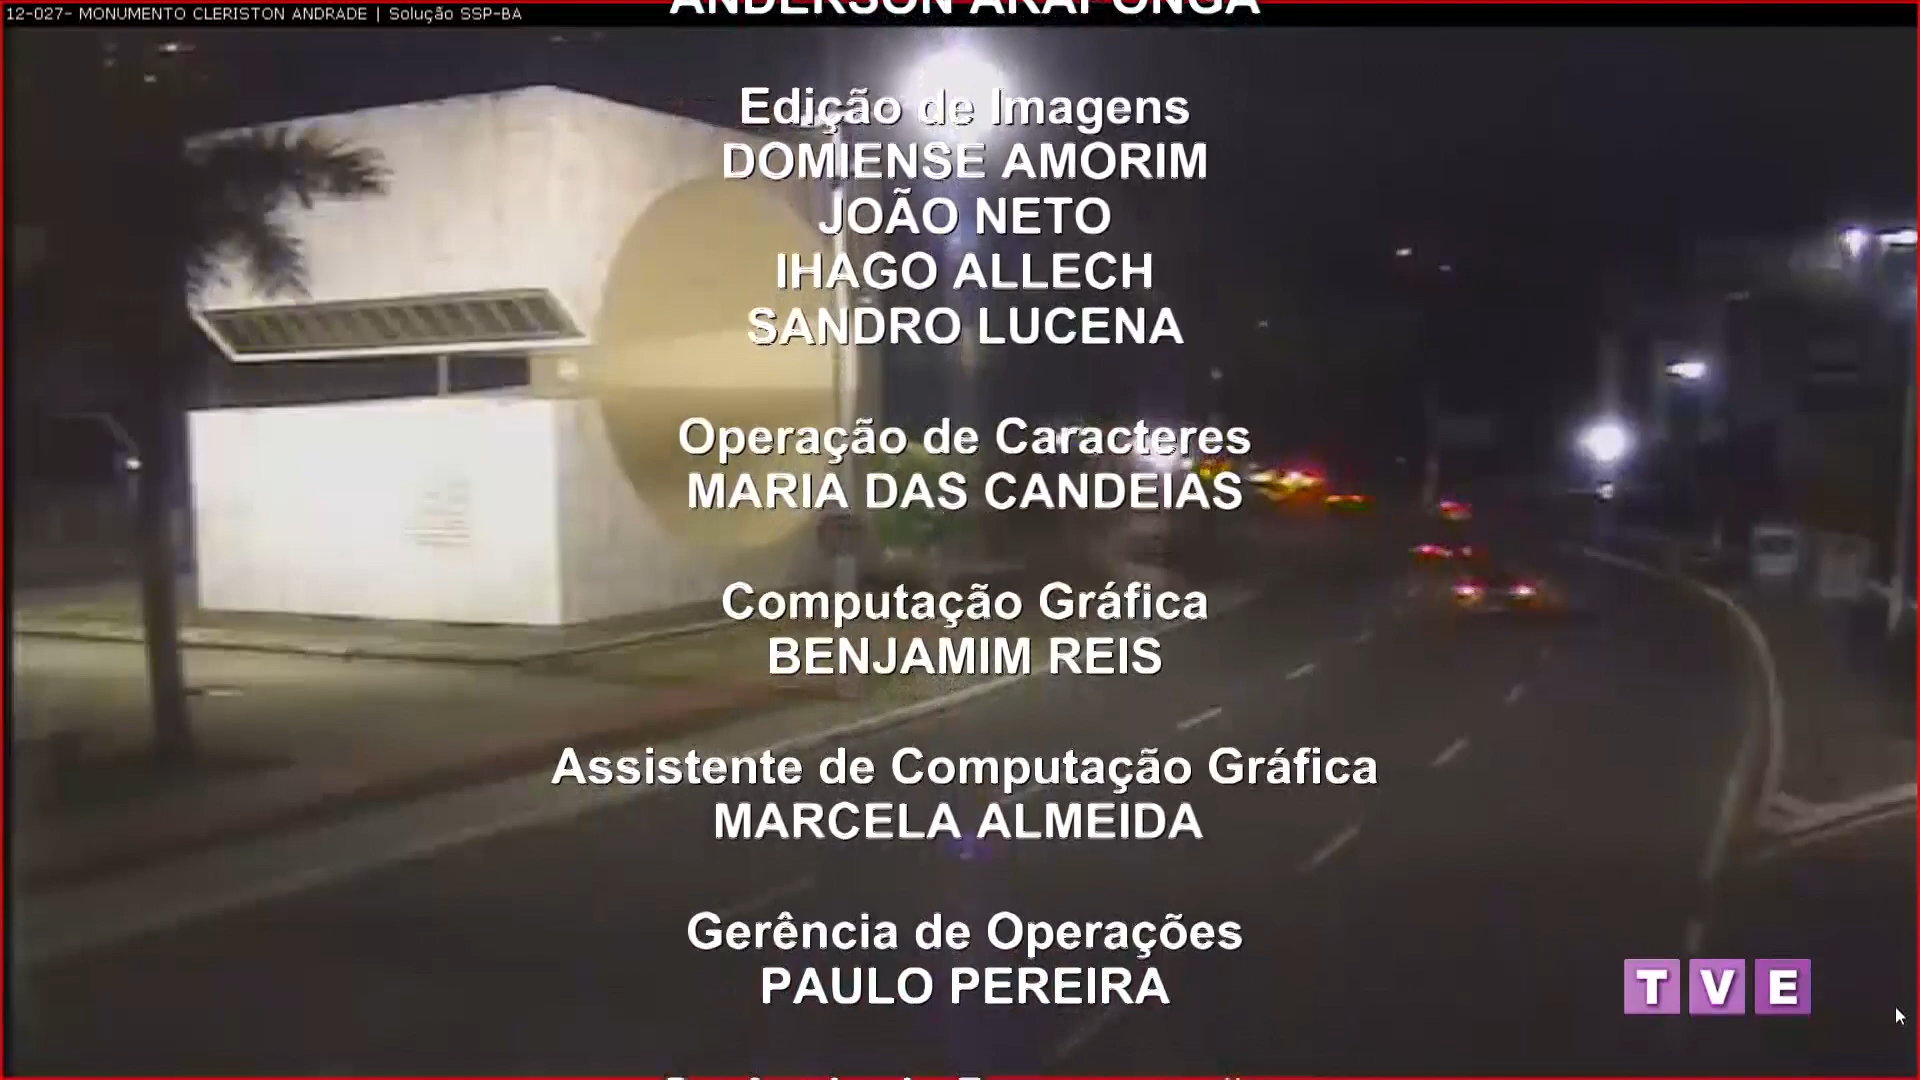 12-027- MONUMENTO CLERISTON ANDRADE | Solução SSP-BA
ANDERSON ARAPONGA
Edição de Imagens
DOMIENSE AMORIM
JOÃO NETO
IHAGO ALLECH
SANDRO LUCENA
Operação de Caracteres
MARIA DAS CANDEIAS
Computação Gráfica
BENJAMIM REIS
Assistente de Computação Gráfica
MARCELA ALMEIDA
Gerência de Operações
PAULO PEREIRA
TVE